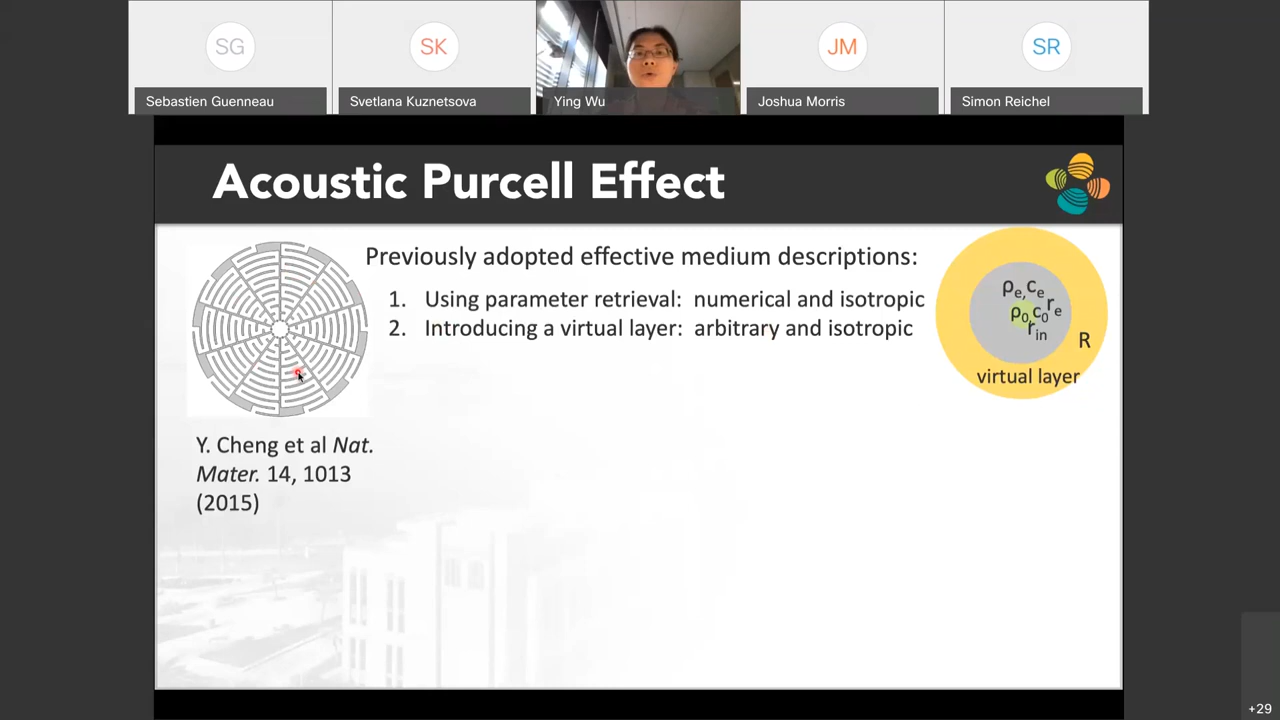 SG
SK
JM
SR
Sebastien Guenneau
Svetlana Kuznetsova
Ying Wu
Joshua Morris
Simon Reichel
Acoustic Purcell Effect
Previously adopted effective medium descriptions:
1. Using parameter retrieval: numerical and isotropic
2. Introducing a virtual layer: arbitrary and isotropic
ρe,ce
ρ0,c0 re
rin
R
virtual layer
Y. Cheng et al Nat.
Mater. 14, 1013
(2015)
+29